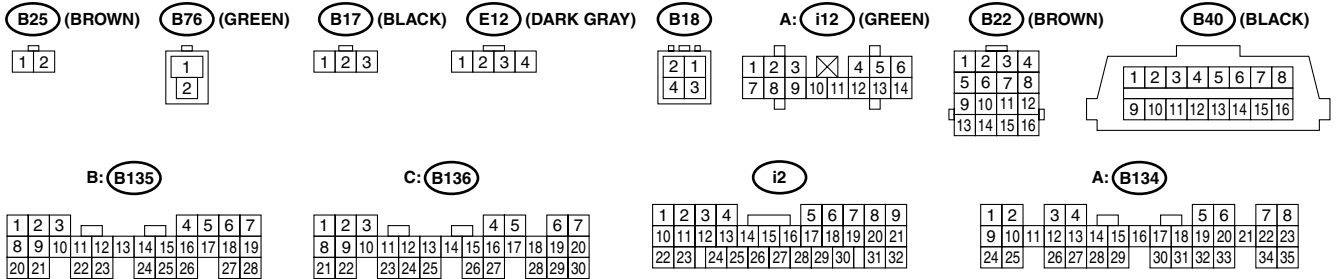 B25 (BROWN) B76 (GREEN) B17 (BLACK) E12 (DARK GRAY) B18 A: i12 (GREEN) B22 (BROWN) B40 (BLACK)
1 2
1
2
1 2 3
1 2 3 4
2 1
4 3
1 2 3 4 5 6
7 8 9 10 11 12 13 14
1 2 3 4
5 6 7 8
9 10 11 12
13 14 15 16
1 2 3 4 5 6 7 8
9 10 11 12 13 14 15 16
B: B135 C: B136 i2 A: B134
1 2 3 4 5 6 7
8 9 10 11 12 13 14 15 16 17 18 19
20 21 22 23 24 25 26 27 28
1 2 3 4 5 6 7
8 9 10 11 12 13 14 15 16 17 18 19 20
21 22 23 24 25 26 27 28 29 30
1 2 3 4 5 6 7 8 9
10 11 12 13 14 15 16 17 18 19 20 21
22 23 24 25 26 27 28 29 30 31 32
1 2 3 4 5 6 7 8
9 10 11 12 13 14 15 16 17 18 19 20 21 22 23
24 25 26 27 28 29 30 31 32 33 34 35